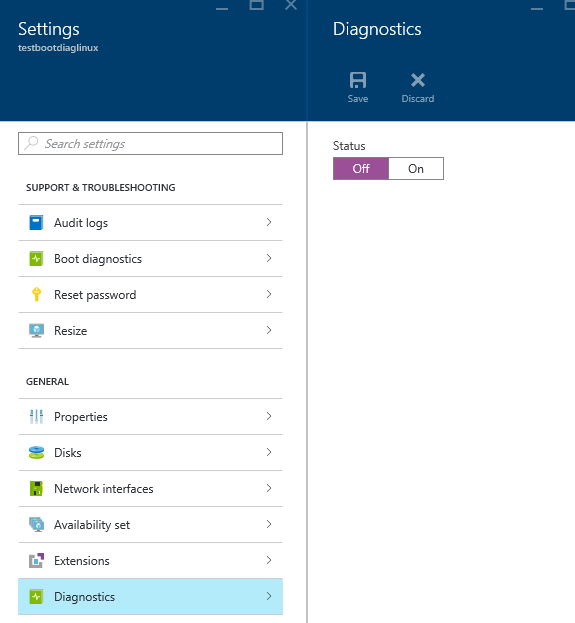 Settings
testbootdiaglinux
Search settings
SUPPORT & TROUBLESHOOTING
Audit logs
Boot diagnostics
Reset password
Resize
GENERAL
Properties
Disks
Network interfaces
Availability set
Extensions
Diagnostics
Diagnostics
Save Discard
Status
Off On